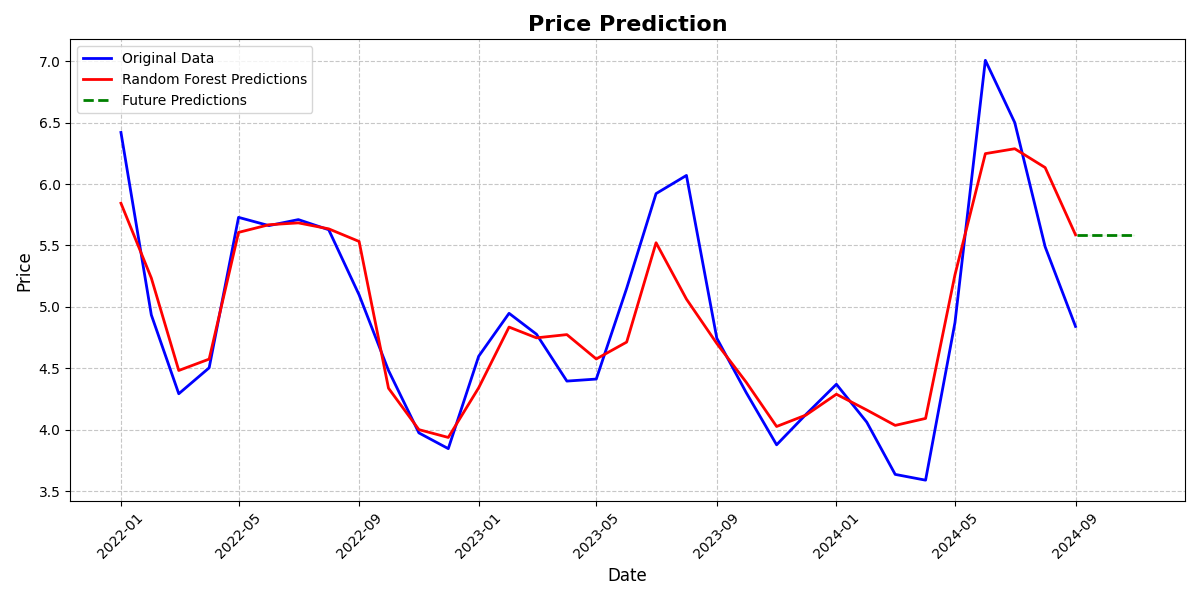 Price Prediction
Original Data
Random Forest Predictions
Future Predictions
Price
7.0
6.5
6.0
5.5
5.0
4.5
4.0
3.5
2022-01
2022-05
2022-09
2023-01
2023-05
2023-09
2024-01
2024-05
2024-09
Date